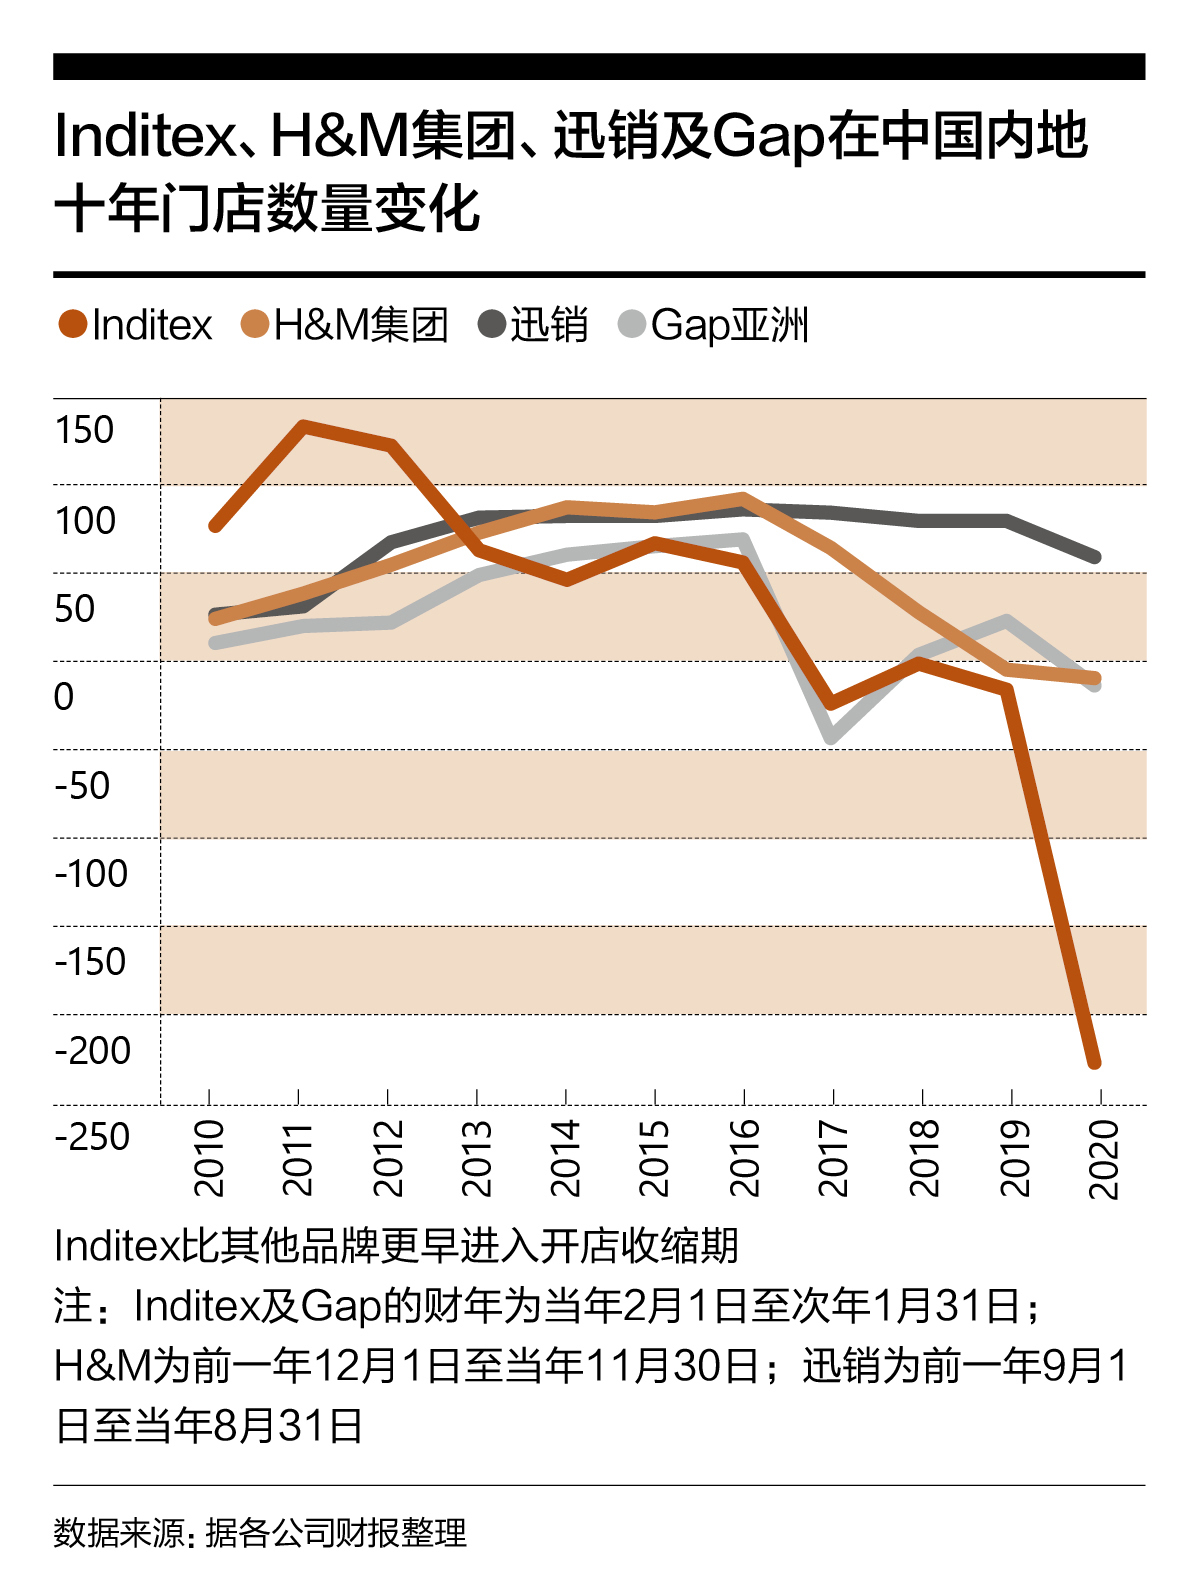 Inditex、H&M集团、迅销及Gap在中国内地
十年门店数量变化
Inditex H&M集团 迅销 Gap亚洲
150
100
50
0
-50
-100
-150
-200
-250
2010 2011 2012 2013 2014 2015 2016 2017 2018 2019 2020
Inditex比其他品牌更早进入开店收缩期
注：Inditex及Gap的财年为当年2月1日至次年1月31日；
H&M为前一年12月1日至当年11月30日；迅销为前一年9月1
日至当年8月31日
数据来源：据各公司财报整理